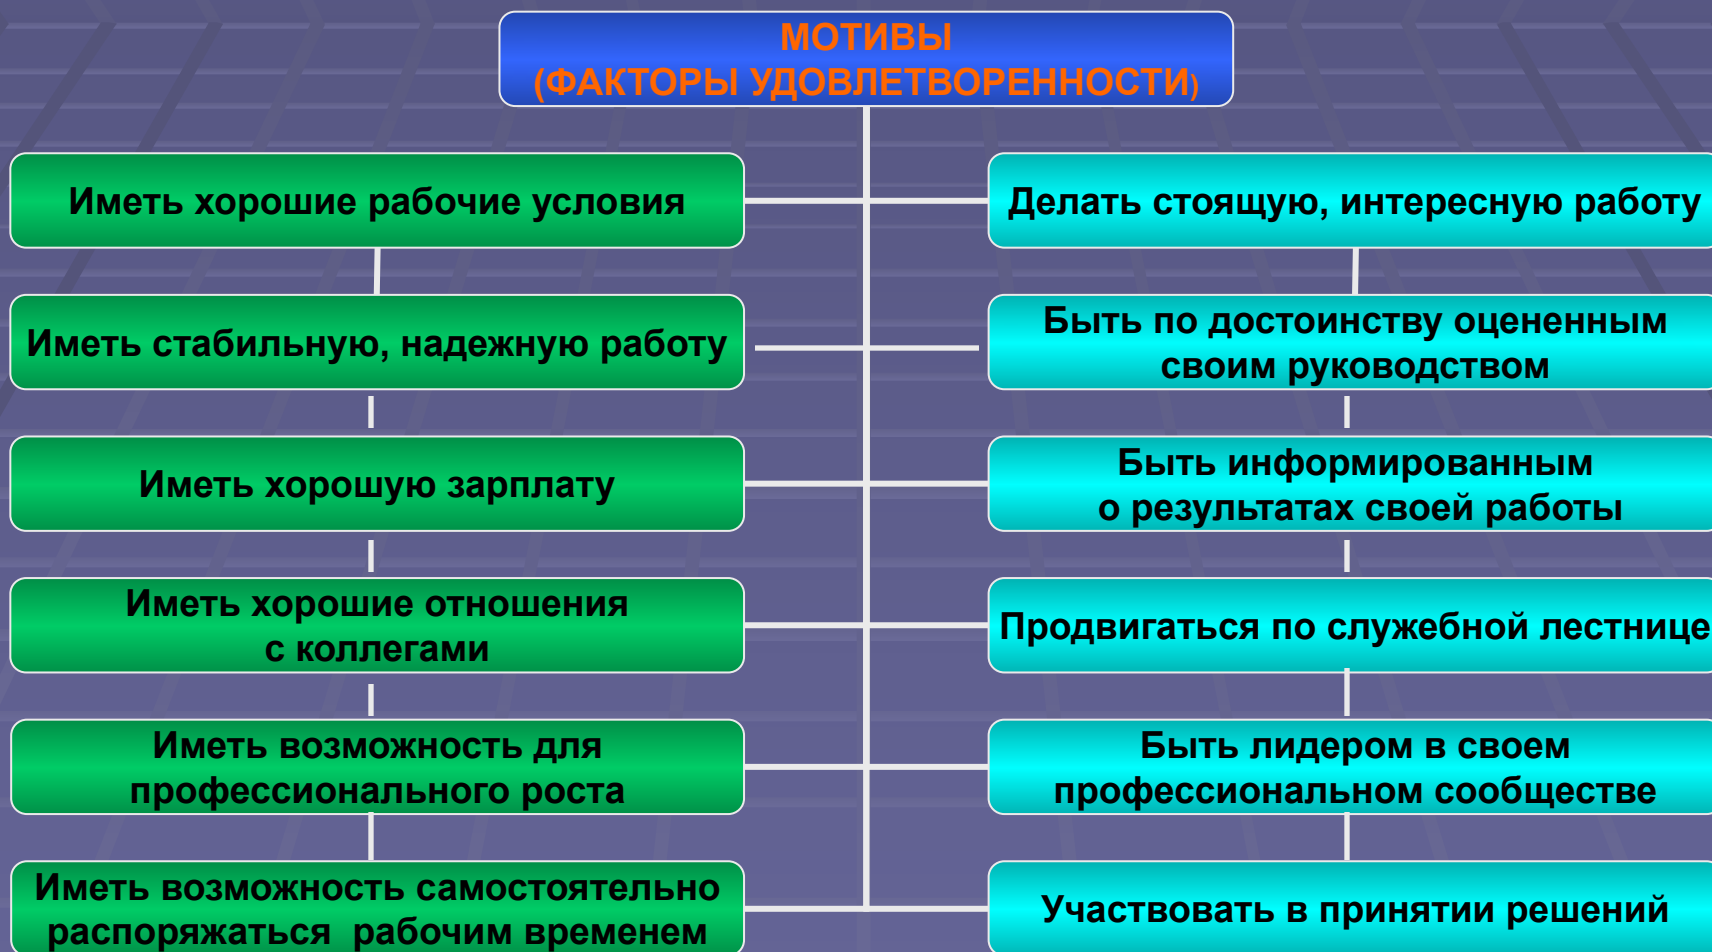 МОТИВЫ
(ФАКТОРЫ УДОВЛЕТВОРЕННОСТИ)
Иметь хорошие рабочие условия
Делать стоящую, интересную работу
Иметь стабильную, надежную работу
Быть по достоинству оцененным
своим руководством
Иметь хорошую зарплату
Быть информированным
о результатах своей работы
Иметь хорошие отношения
с коллегами
Продвигаться по служебной лестнице
Иметь возможность для
профессионального роста
Быть лидером в своем
профессиональном сообществе
Иметь возможность самостоятельно
распоряжаться  рабочим временем
Участвовать в принятии решений